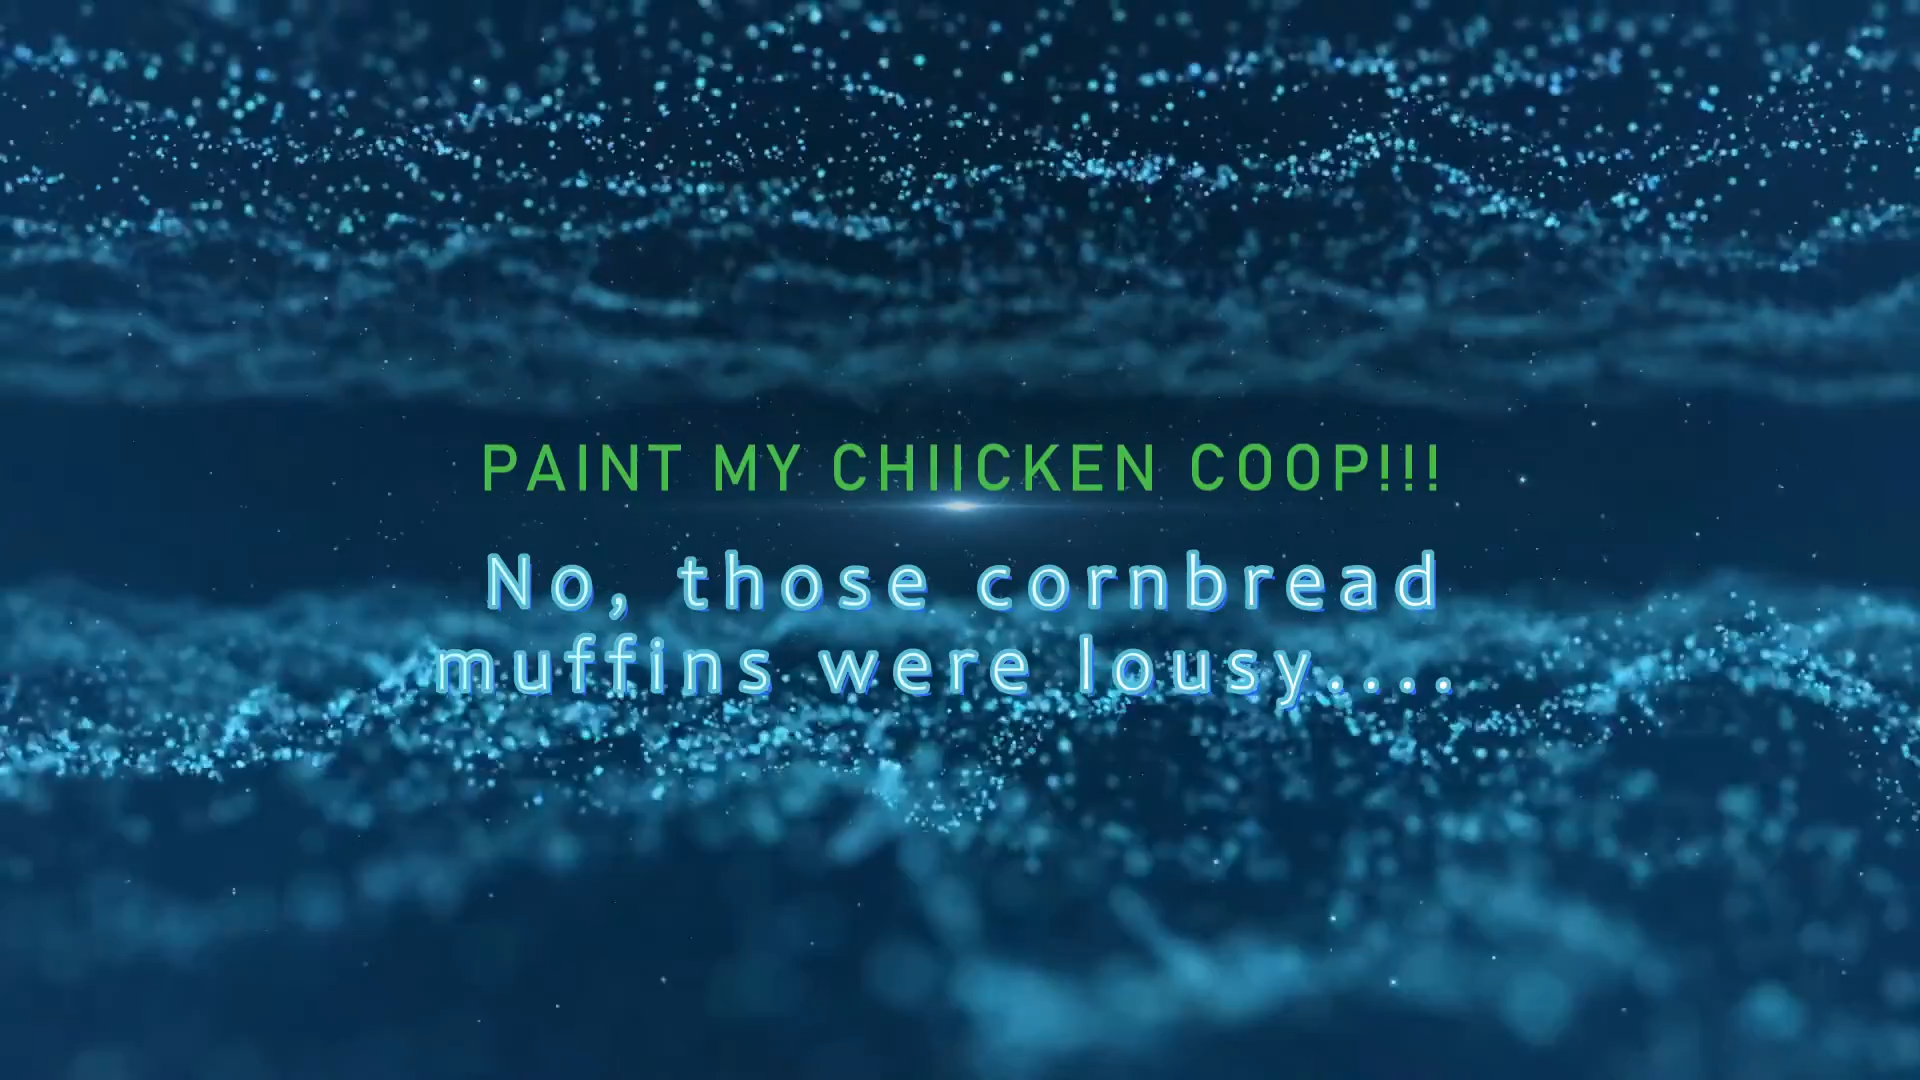 PAINT MY CHIICKEN COOP!!!
No, those cornbread
muffins were lousy....